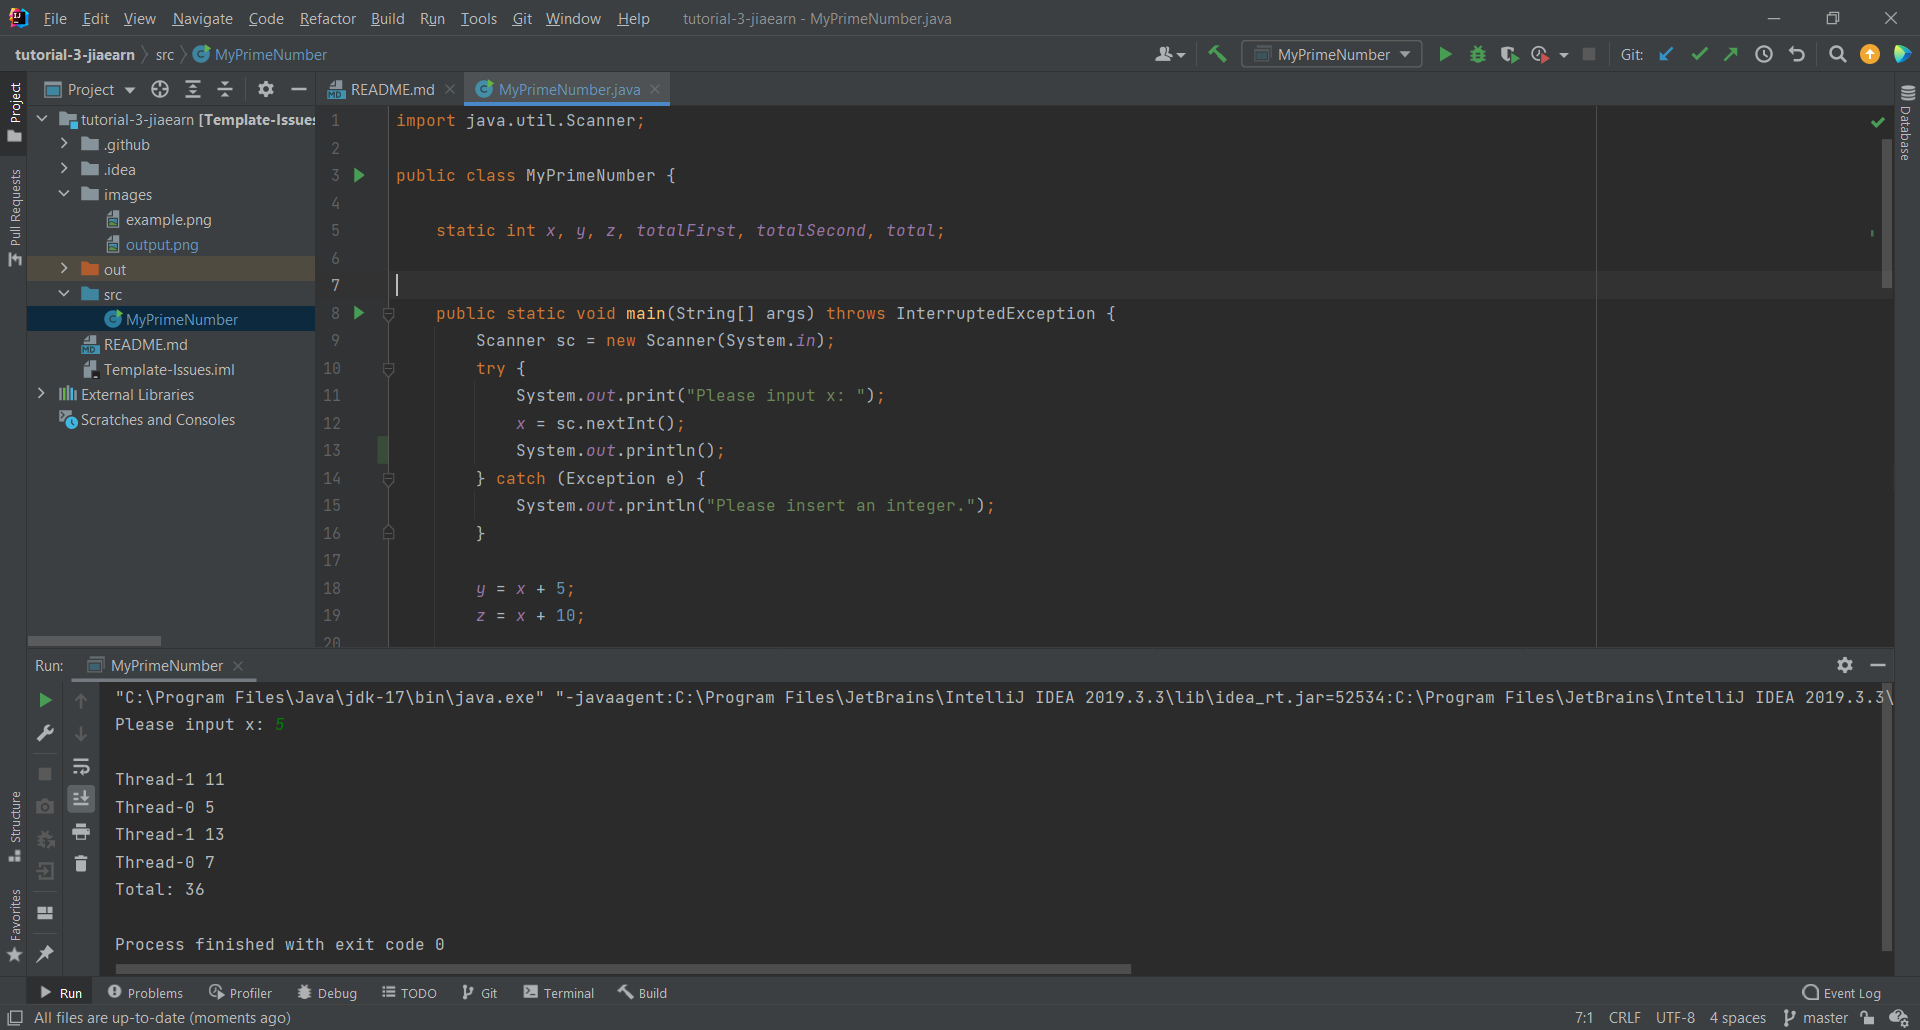 File Edit View Navigate Code Refactor Build Run Tools Git Window Help tutorial-3-jiaearn - MyPrimeNumber.java
tutorial-3-jiaearn src MyPrimeNumber MyPrimeNumber Git:
Project
README.md MyPrimeNumber.java
Project
Pull Requests
Structure
Favorites
Database
tutorial-3-jiaearn [Template-Issues
.github
.idea
images
example.png
output.png
out
src
MyPrimeNumber
README.md
Template-Issues.iml
External Libraries
Scratches and Consoles
1 import java.util.Scanner;
2
3 public class MyPrimeNumber {
4
5 static int x, y, z, totalFirst, totalSecond, total;
6
7
8 public static void main(String[] args) throws InterruptedException {
9 Scanner sc = new Scanner(System.in);
10 try {
11 System.out.print("Please input x: ");
12 x = sc.nextInt();
13 System.out.println();
14 } catch (Exception e) {
15 System.out.println("Please insert an integer.");
16 }
17
18 y = x + 5;
19 z = x + 10;
20
Run: MyPrimeNumber
"C:\Program Files\Java\jdk-17\bin\java.exe" "-javaagent:C:\Program Files\JetBrains\IntelliJ IDEA 2019.3.3\lib\idea_rt.jar=52534:C:\Program Files\JetBrains\IntelliJ IDEA 2019.3.3\
Please input x: 5
Thread-1 11
Thread-0 5
Thread-1 13
Thread-0 7
Total: 36
Process finished with exit code 0
Run Problems Profiler Debug TODO Git Terminal Build Event Log
All files are up-to-date (moments ago) 7:1 CRLF UTF-8 4 spaces master